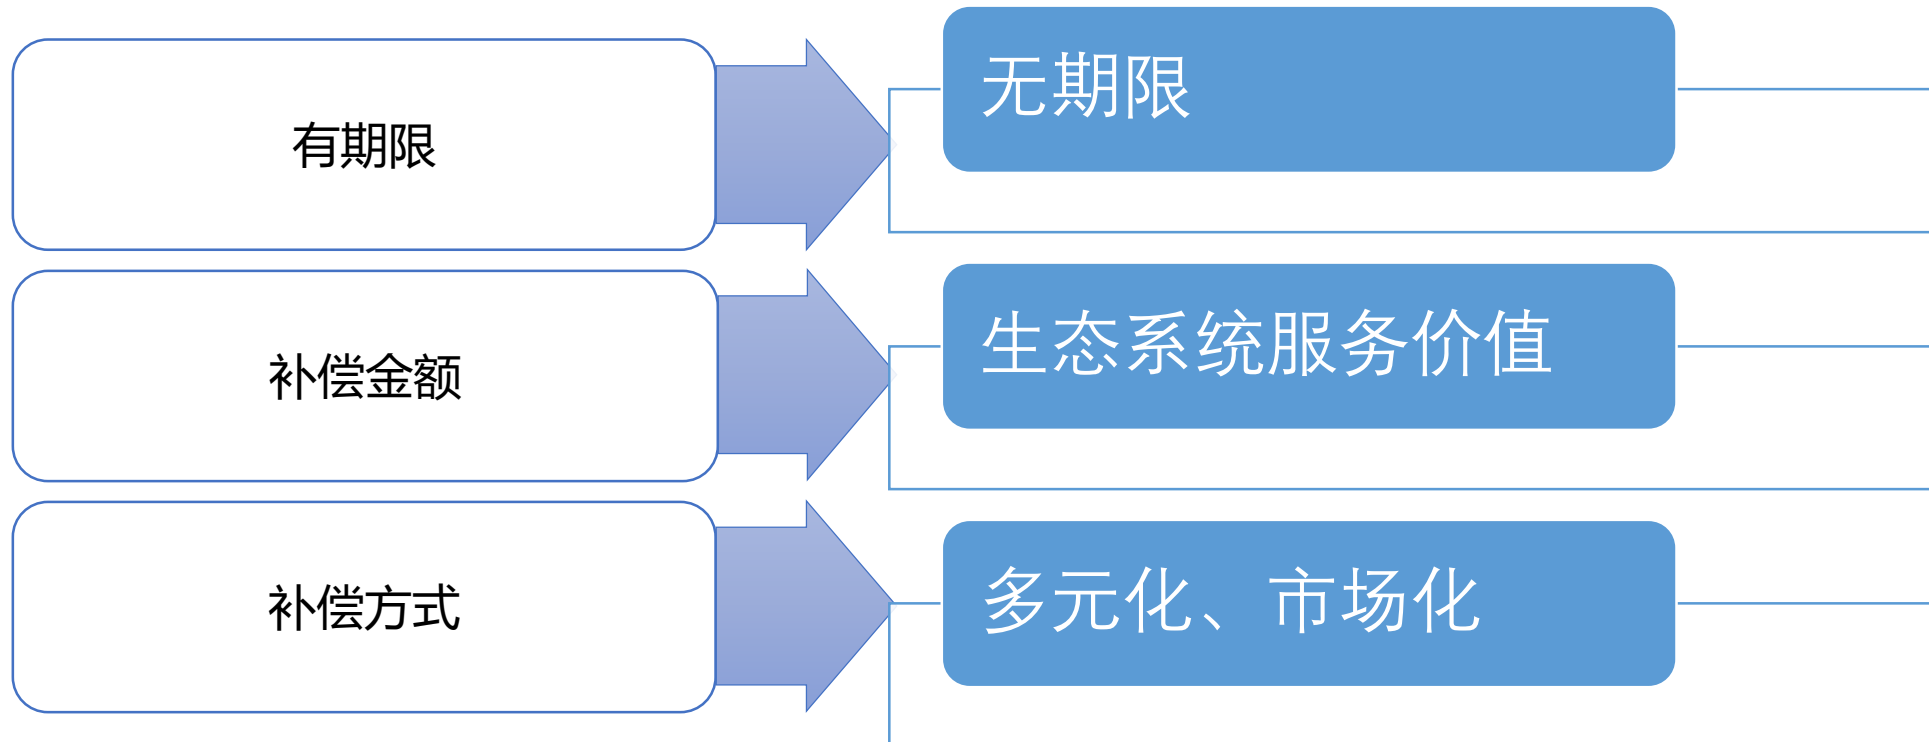 有期限
无期限
补偿金额
生态系统服务价值
补偿方式
多元化、市场化